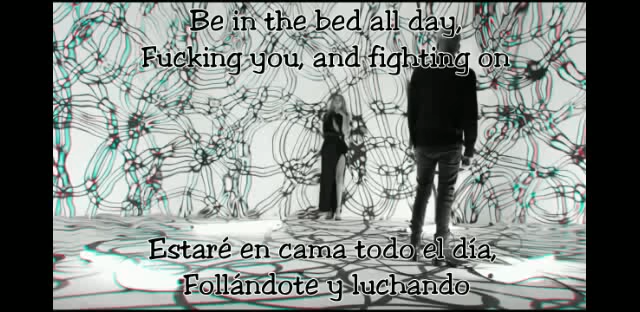 Be in the bed all day,
Fucking you, and fighting on
Estaré en cama todo el día,
Follándote y luchando